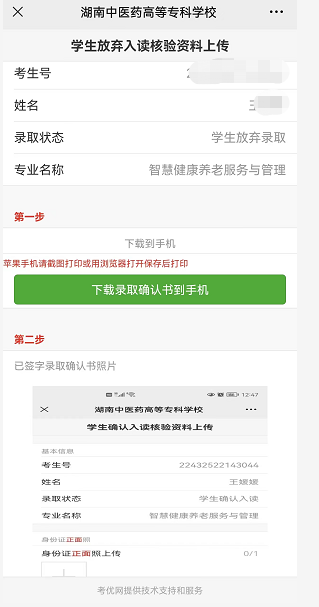 湖南中医药高等专科学校
学生放弃入读核验资料上传
考生号
姓名
录取状态 学生放弃录取
专业名称 智慧健康养老服务与管理
第一步
下载到手机
苹果手机请截图打印或用浏览器打开保存后打印
下载录取确认书到手机
第二步
已签字录取确认书照片
12:47
湖南中医药高等专科学校
学生确认入读核验资料上传
基本信息
考生号 22432522143044
姓名 王媛媛
录取状态 学生确认入读
专业名称 智慧健康养老服务与管理
身份证正面照
身份证正面照上传 0/1
考优网提供技术支持和服务